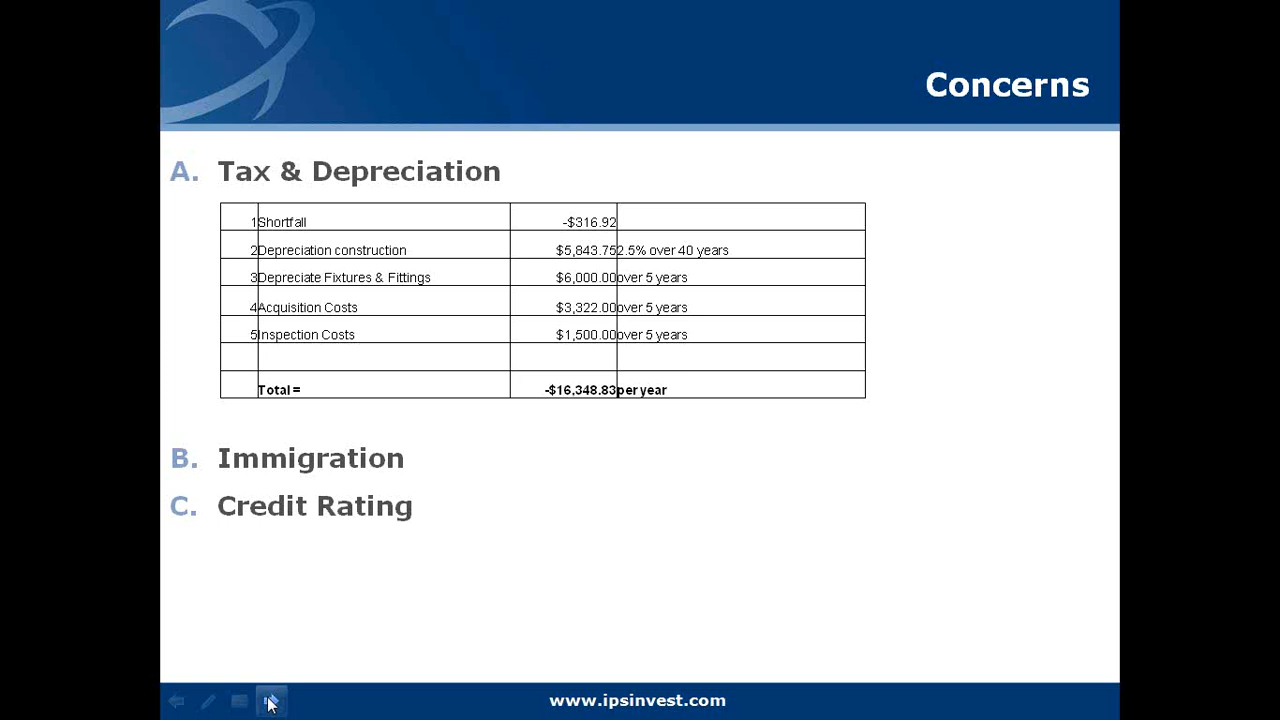 Concerns
A. Tax & Depreciation
1 Shortfall -$316.92
2 Depreciation construction $5,843.75 2.5% over 40 years
3 Depreciate Fixtures & Fittings $6,000.00 over 5 years
4 Acquisition Costs $3,322.00 over 5 years
5 Inspection Costs $1,500.00 over 5 years
Total = -$16,348.83 per year
B. Immigration
C. Credit Rating
www.ipsinvest.com